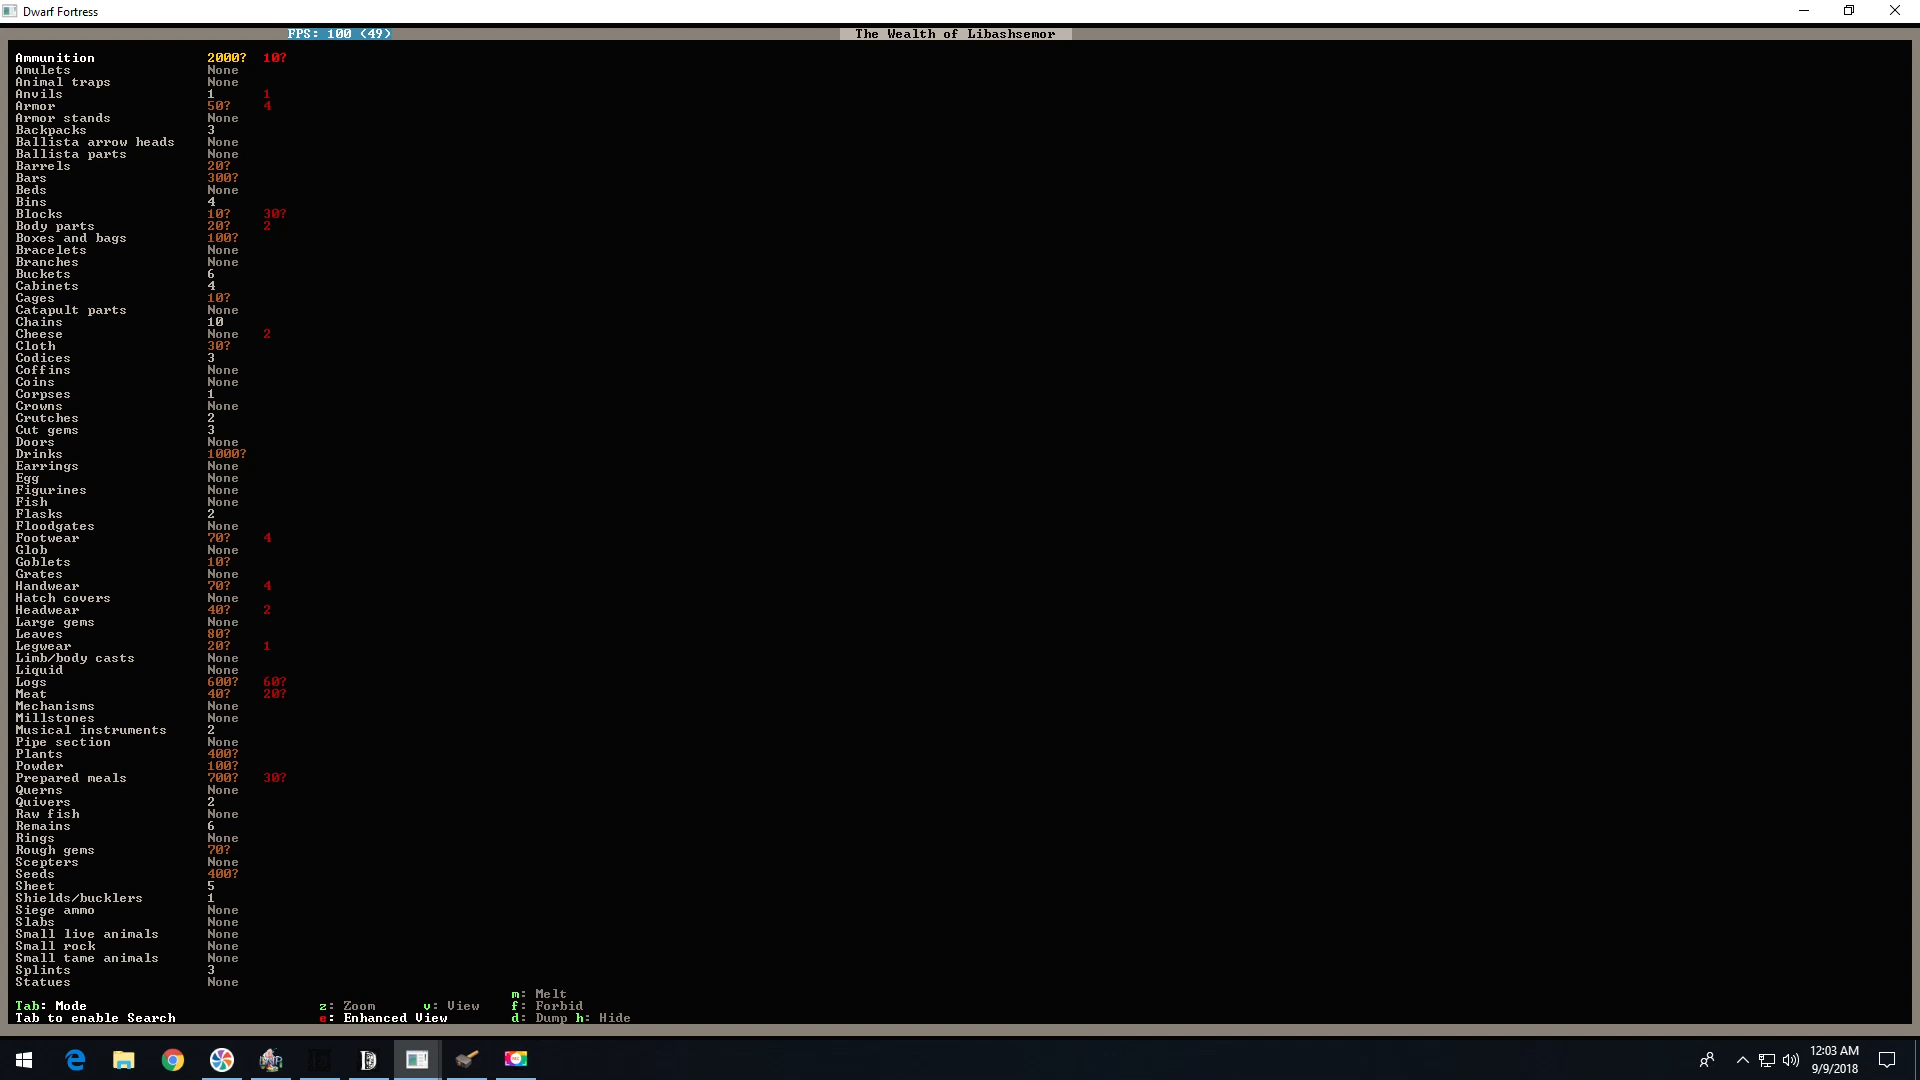 Dwarf Fortress
FPS: 100 (49) The Wealth of Libashsemor
Ammunition 2000? 10?
Amulets None
Animal traps None
Anvils 1 1
Armor 50? 4
Armor stands None
Backpacks 3
Ballista arrow heads None
Ballista parts None
Barrels 20?
Bars 300?
Beds None
Bins 4
Blocks 10? 30?
Body parts 20? 2
Boxes and bags 100?
Bracelets None
Branches None
Buckets 6
Cabinets 4
Cages 10?
Catapult parts None
Chains 10
Cheese None 2
Cloth 30?
Codices 3
Coffins None
Coins None
Corpses 1
Crowns None
Crutches 2
Cut gems 3
Doors None
Drinks 1000?
Earrings None
Egg None
Figurines None
Fish None
Flasks 2
Floodgates None
Footwear 70? 4
Glob None
Goblets 10?
Grates None
Handwear 70? 4
Hatch covers None
Headwear 40? 2
Large gems None
Leaves 80?
Legwear 20? 1
Limb/body casts None
Liquid None
Logs 600? 60?
Meat 40? 20?
Mechanisms None
Millstones None
Musical instruments 2
Pipe section None
Plants 400?
Powder 100?
Prepared meals 700? 30?
Querns None
Quivers 2
Raw fish None
Remains 6
Rings None
Rough gems 70?
Scepters None
Seeds 400?
Sheet 5
Shields/bucklers 1
Siege ammo None
Slabs None
Small live animals None
Small rock None
Small tame animals None
Splints 3
Statues None
m: Melt
Tab: Mode z: Zoom v: View f: Forbid
Tab to enable Search e: Enhanced View d: Dump h: Hide
12:03 AM
9/9/2018